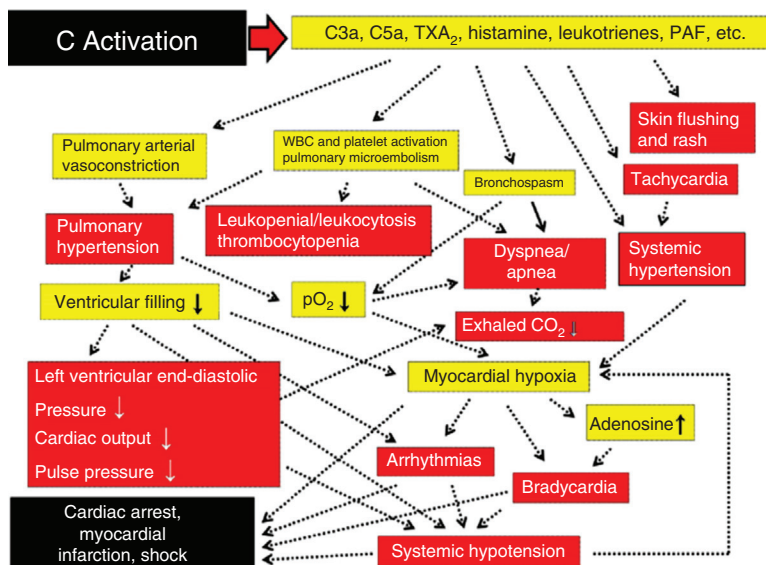 C Activation
C3a, C5a, TXA₂, histamine, leukotrienes, PAF, etc.
Pulmonary arterial
vasoconstriction
WBC and platelet activation
pulmonary microembolism
Bronchospasm
Skin flushing
and rash
Tachycardia
Pulmonary
hypertension
Leukopenial/leukocytosis
thrombocytopenia
Dyspnea/
apnea
Systemic
hypertension
Ventricular filling ↓
pO₂ ↓
Exhaled CO₂ ↓
Left ventricular end-diastolic
Pressure ↓
Cardiac output ↓
Pulse pressure ↓
Myocardial hypoxia
Adenosine ↑
Arrhythmias
Bradycardia
Cardiac arrest,
myocardial
infarction, shock
Systemic hypotension